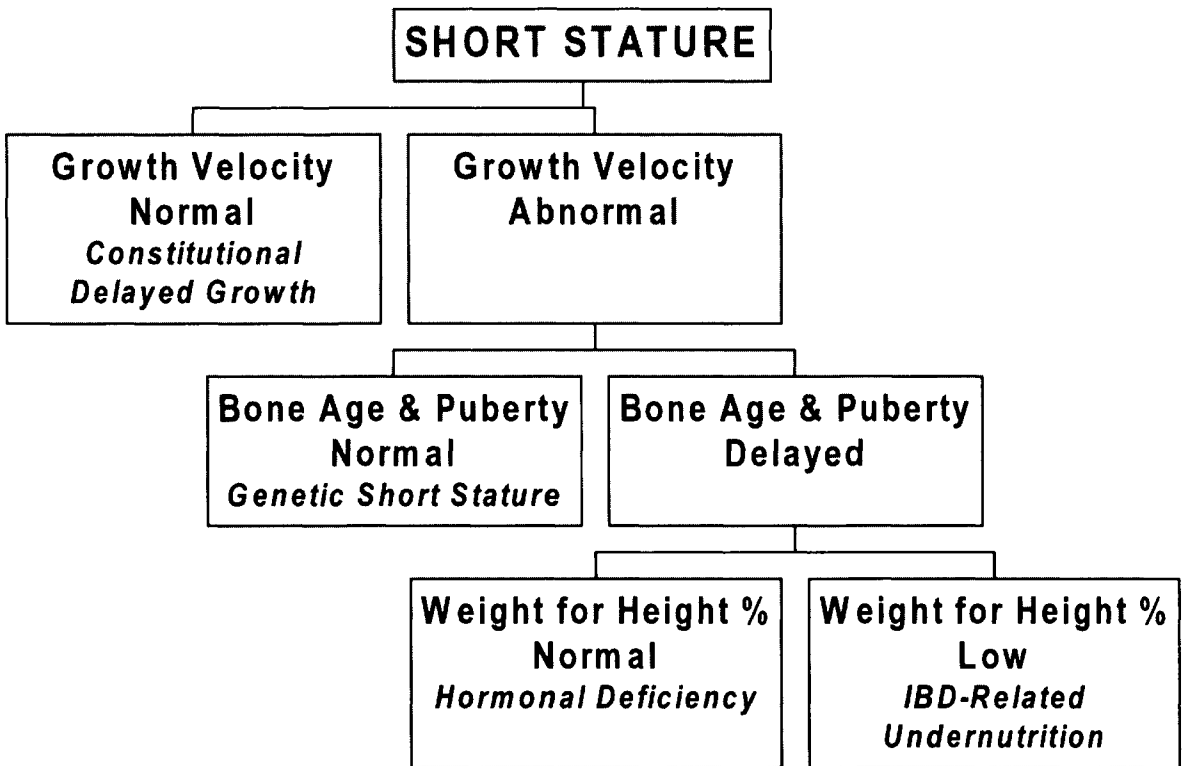 SHORT STATURE
Growth Velocity
Normal
Constitutional
Delayed Growth
Growth Velocity
Abnormal
Bone Age & Puberty
Normal
Genetic Short Stature
Bone Age & Puberty
Delayed
Weight for Height %
Normal
Hormonal Deficiency
Weight for Height %
Low
IBD-Related
Undernutrition